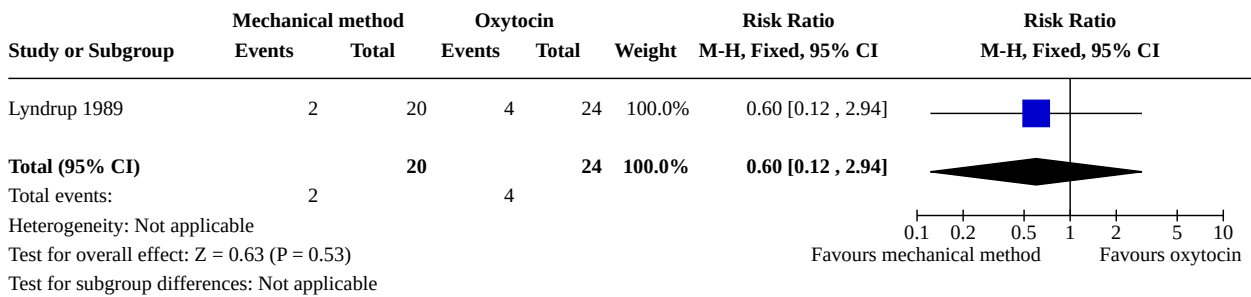 Mechanical method Oxytocin Risk Ratio Risk Ratio
Study or Subgroup Events Total Events Total Weight M-H, Fixed, 95% CI M-H, Fixed, 95% CI
Lyndrup 1989 2 20 4 24 100.0% 0.60 [0.12 , 2.94]
Total (95% CI) 20 24 100.0% 0.60 [0.12 , 2.94]
Total events: 2 4
Heterogeneity: Not applicable
0.1 0.2 0.5 1 2 5 10
Test for overall effect: Z = 0.63 (P = 0.53) Favours mechanical method Favours oxytocin
Test for subgroup differences: Not applicable